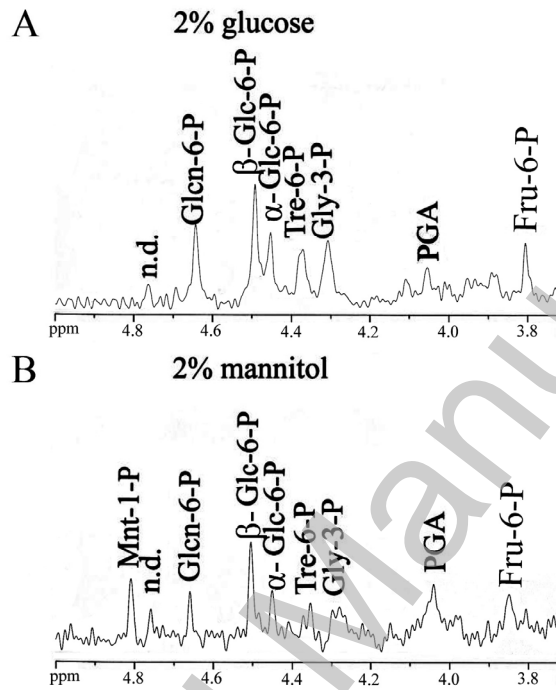 A
2% glucose
n.d.
Glcn-6-P
β-Glc-6-P
α-Glc-6-P
Tre-6-P
Gly-3-P
PGA
Fru-6-P
ppm 4.8 4.6 4.4 4.2 4.0 3.8
B
2% mannitol
Mnt-1-P
n.d.
Glcn-6-P
β-Glc-6-P
α-Glc-6-P
Tre-6-P
Gly-3-P
PGA
Fru-6-P
ppm 4.8 4.6 4.4 4.2 4.0 3.8
Manu